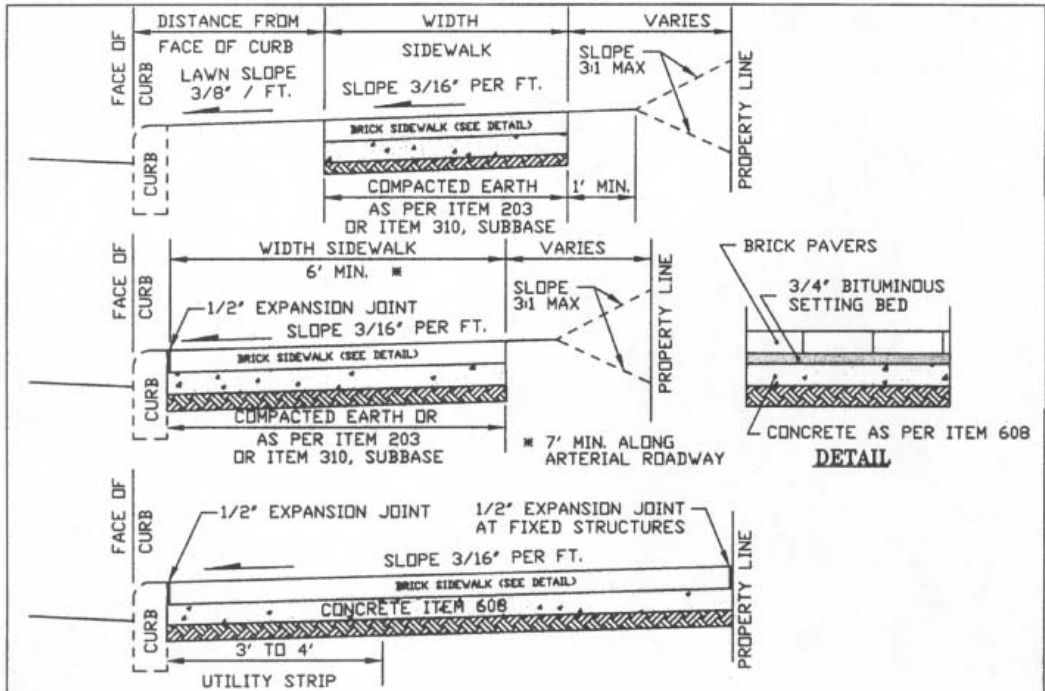 DISTANCE FROM
FACE OF CURB
WIDTH
SIDEWALK
VARIES
FACE OF
CURB
LAWN SLOPE
3/8" / FT.
SLOPE 3/16" PER FT.
SLOPE
3:1 MAX
PROPERTY LINE
BRICK SIDEWALK (SEE DETAIL)
CURB
COMPACTED EARTH
AS PER ITEM 203
OR ITEM 310, SUBBASE
1' MIN.
FACE OF
CURB
WIDTH SIDEWALK
6' MIN. *
VARIES
1/2" EXPANSION JOINT
SLOPE 3/16" PER FT.
SLOPE
3:1 MAX
PROPERTY LINE
BRICK SIDEWALK (SEE DETAIL)
CURB
COMPACTED EARTH OR
AS PER ITEM 203
OR ITEM 310, SUBBASE
* 7' MIN. ALONG
ARTERIAL ROADWAY
BRICK PAVERS
3/4" BITUMINOUS
SETTING BED
CONCRETE AS PER ITEM 608
DETAIL
FACE OF
CURB
1/2" EXPANSION JOINT
1/2" EXPANSION JOINT
AT FIXED STRUCTURES
SLOPE 3/16" PER FT.
PROPERTY LINE
BRICK SIDEWALK (SEE DETAIL)
CONCRETE ITEM 608
CURB
3' TO 4'
UTILITY STRIP